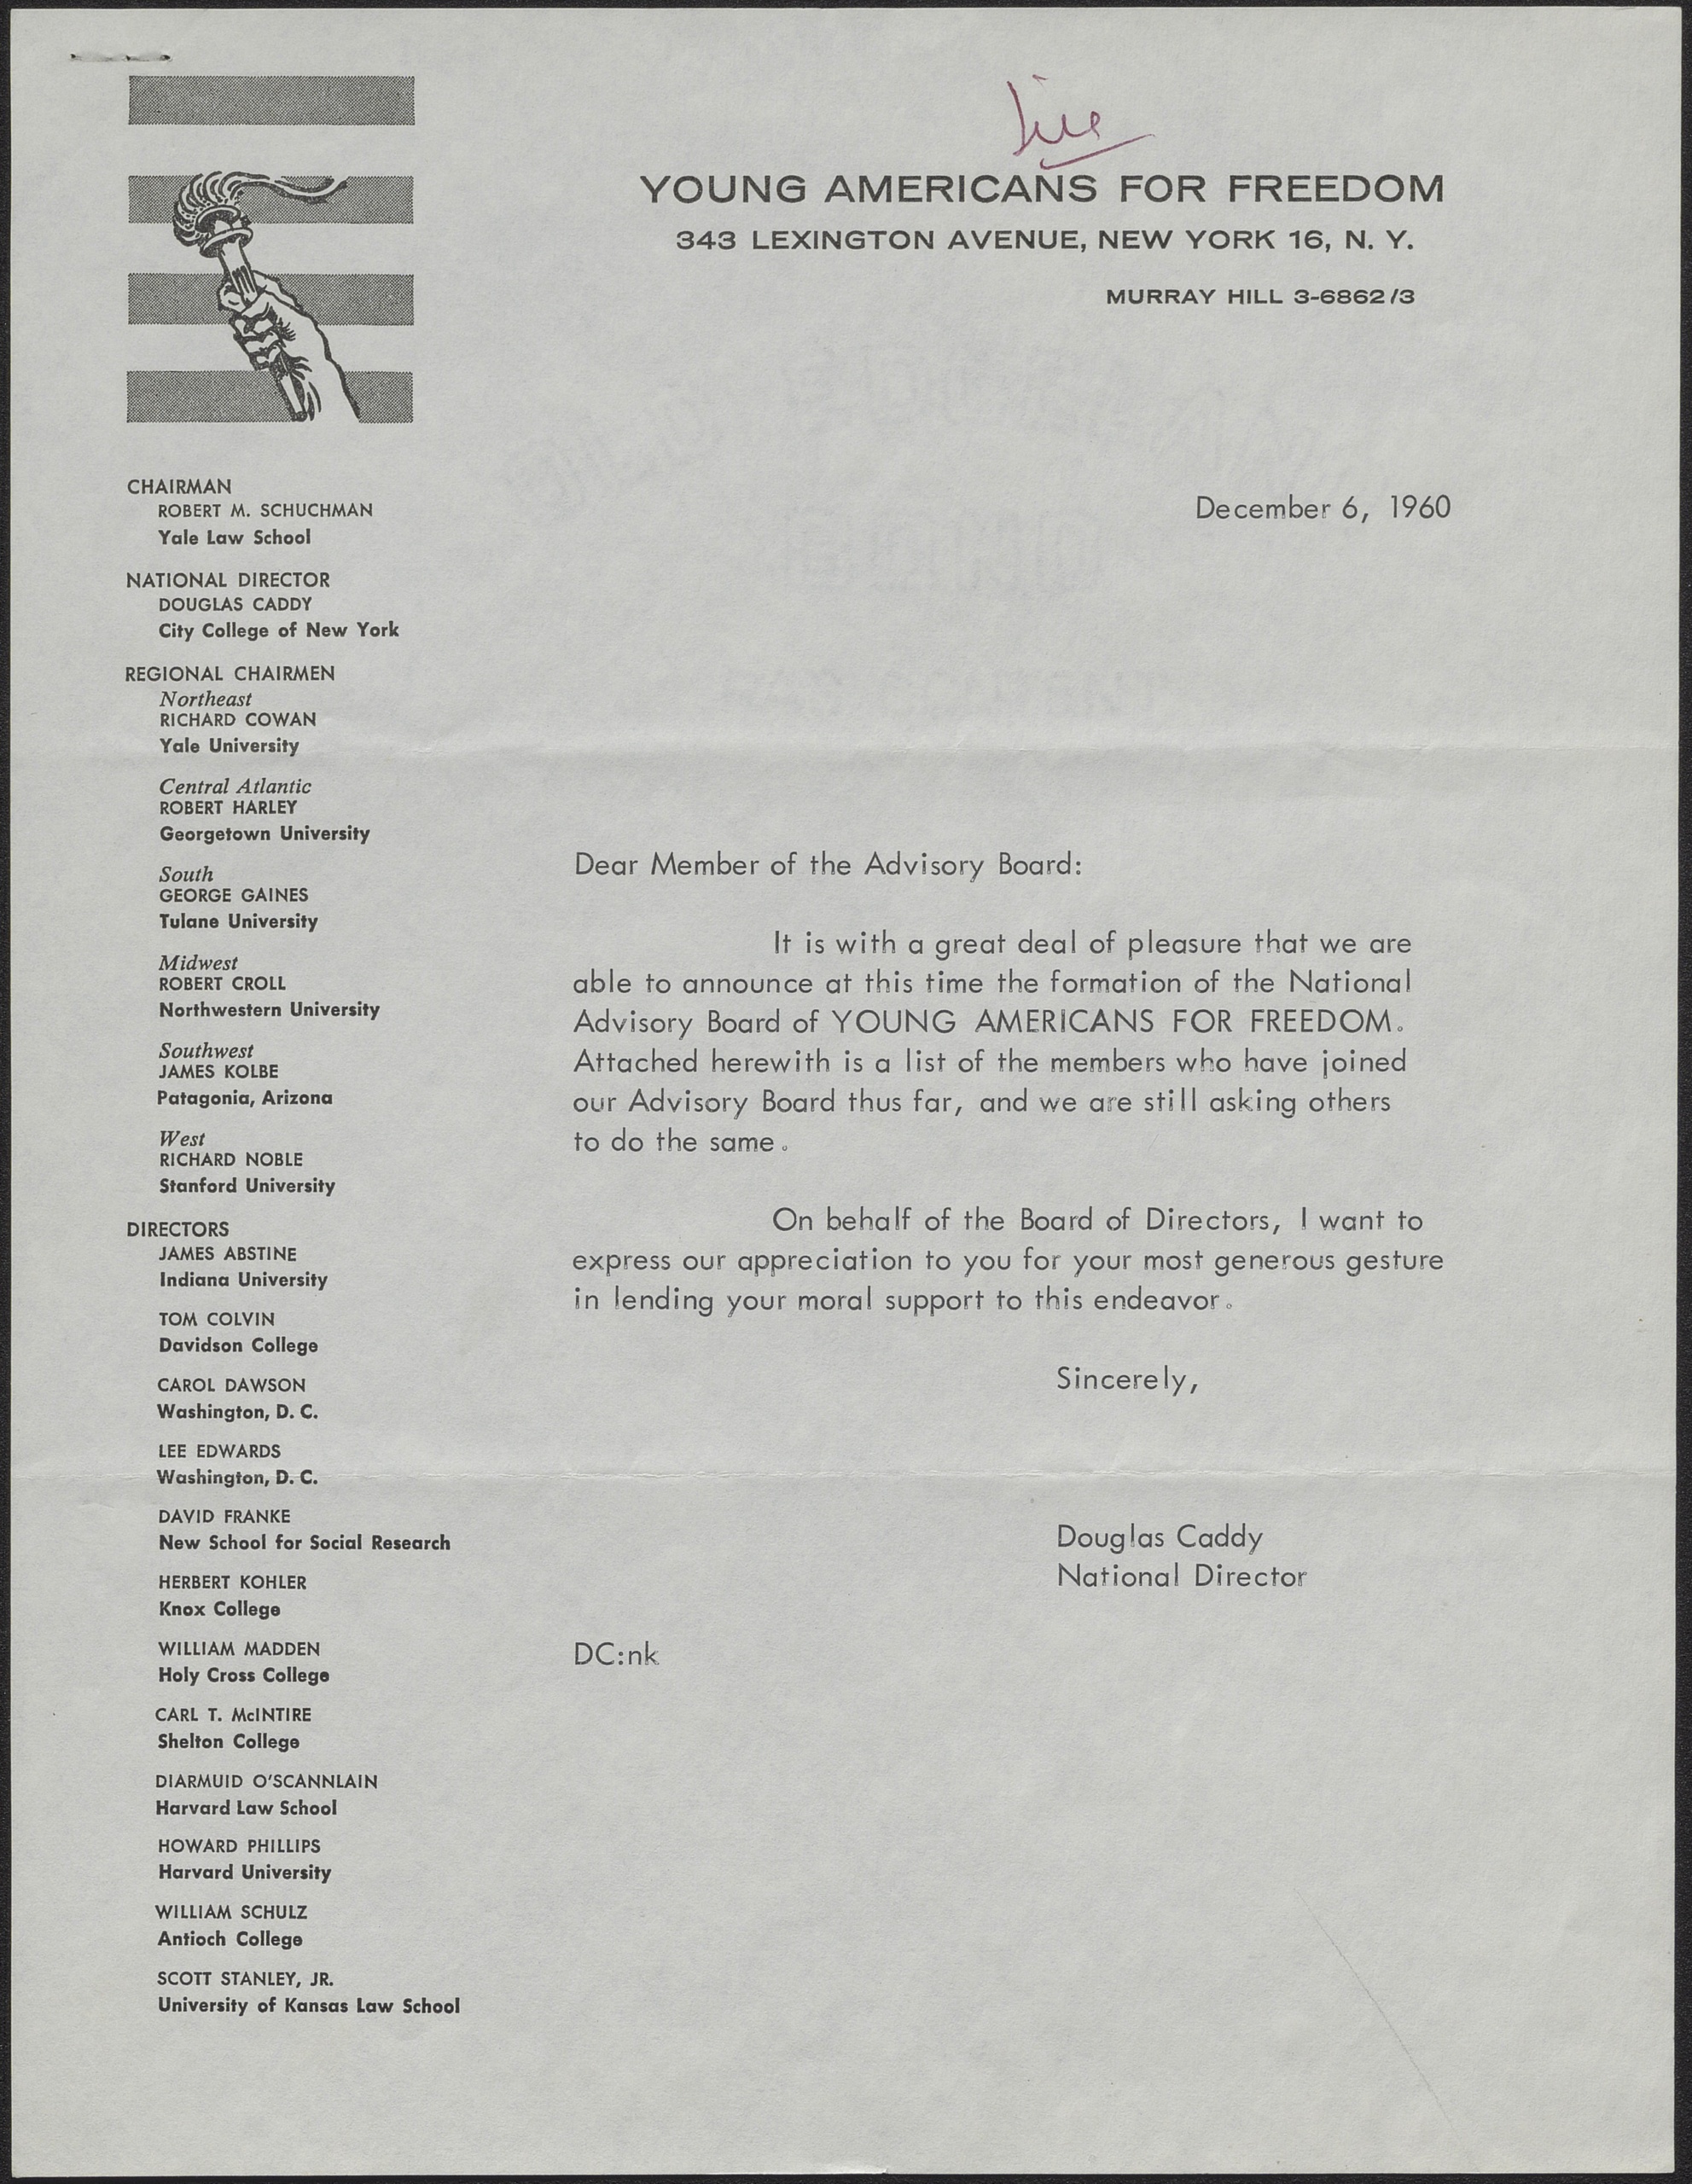 YOUNG AMERICANS FOR FREEDOM
343 LEXINGTON AVENUE, NEW YORK 16, N. Y.
MURRAY HILL 3-6862/3
CHAIRMAN
ROBERT M. SCHUCHMAN
Yale Law School
NATIONAL DIRECTOR
DOUGLAS CADDY
City College of New York
REGIONAL CHAIRMEN
Northeast
RICHARD COWAN
Yale University
Central Atlantic
ROBERT HARLEY
Georgetown University
South
GEORGE GAINES
Tulane University
Midwest
ROBERT CROLL
Northwestern University
Southwest
JAMES KOLBE
Patagonia, Arizona
West
RICHARD NOBLE
Stanford University
DIRECTORS
JAMES ABSTINE
Indiana University
TOM COLVIN
Davidson College
CAROL DAWSON
Washington, D. C.
LEE EDWARDS
Washington, D. C.
DAVID FRANKE
New School for Social Research
HERBERT KOHLER
Knox College
WILLIAM MADDEN
Holy Cross College
CARL T. McINTIRE
Shelton College
DIARMUID O'SCANNLAIN
Harvard Law School
HOWARD PHILLIPS
Harvard University
WILLIAM SCHULZ
Antioch College
SCOTT STANLEY, JR.
University of Kansas Law School
December 6, 1960
Dear Member of the Advisory Board:
It is with a great deal of pleasure that we are
able to announce at this time the formation of the National
Advisory Board of YOUNG AMERICANS FOR FREEDOM.
Attached herewith is a list of the members who have joined
our Advisory Board thus far, and we are still asking others
to do the same.
On behalf of the Board of Directors, I want to
express our appreciation to you for your most generous gesture
in lending your moral support to this endeavor.
Sincerely,
Douglas Caddy
National Director
DC:nk